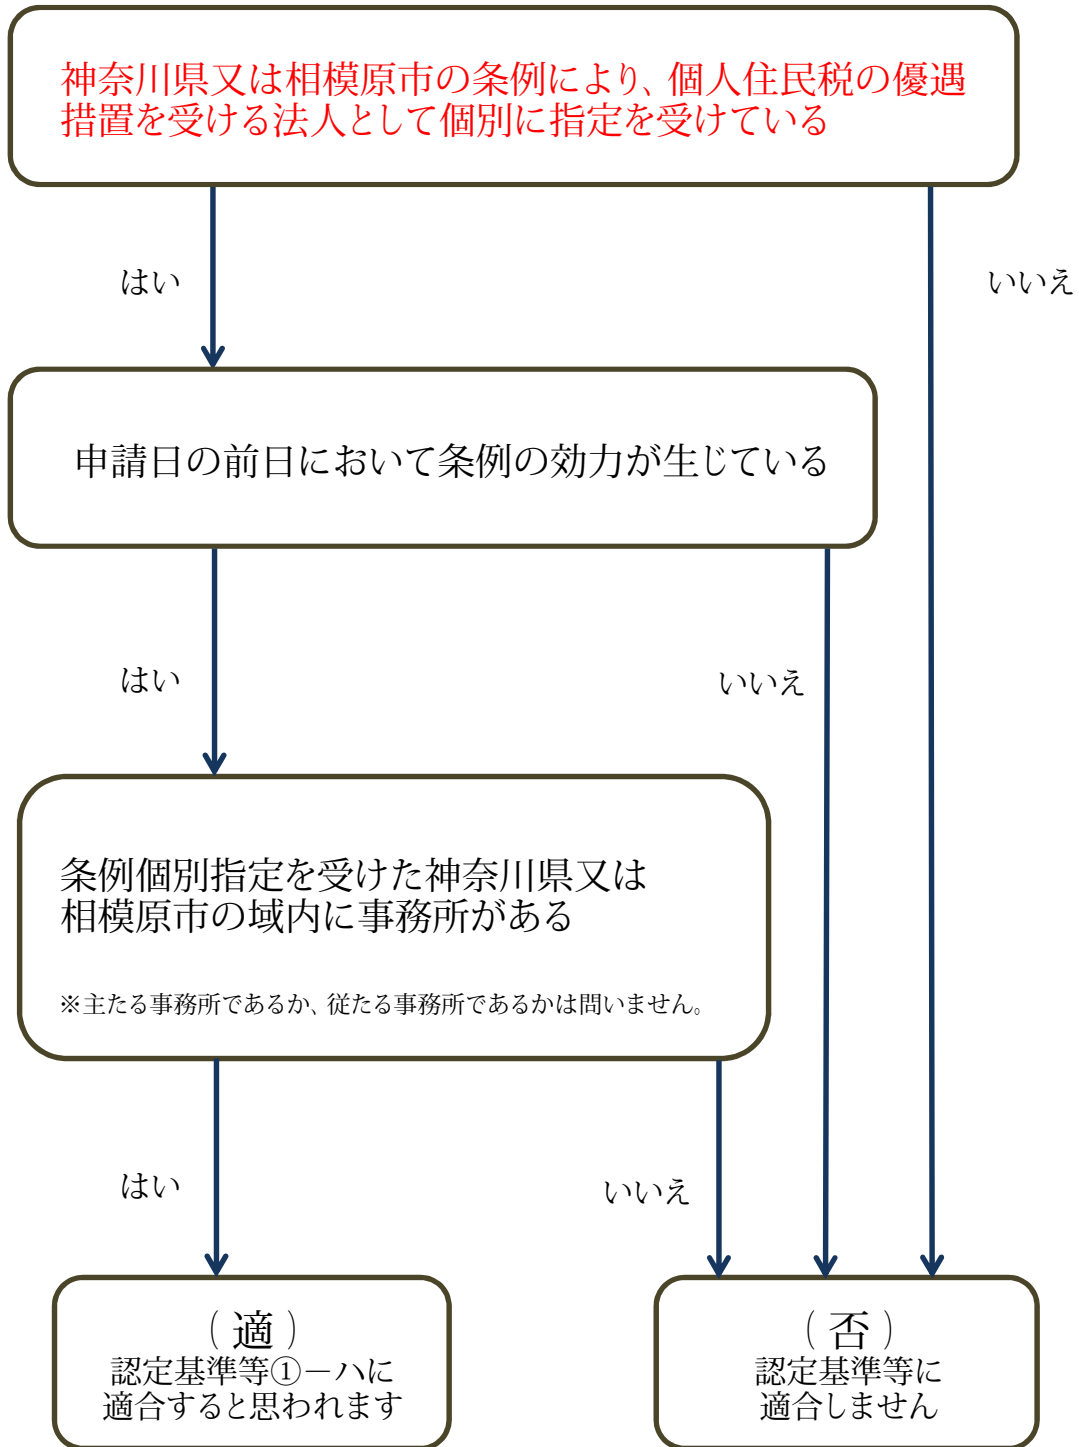 神奈川県又は相模原市の条例により、個人住民税の優遇
措置を受ける法人として個別に指定を受けている
はい
いいえ
申請日の前日において条例の効力が生じている
はい
いいえ
条例個別指定を受けた神奈川県又は
相模原市の域内に事務所がある
※主たる事務所であるか、従たる事務所であるかは問いません。
はい
いいえ
（適）
認定基準等①－ハに
適合すると思われます
（否）
認定基準等に
適合しません